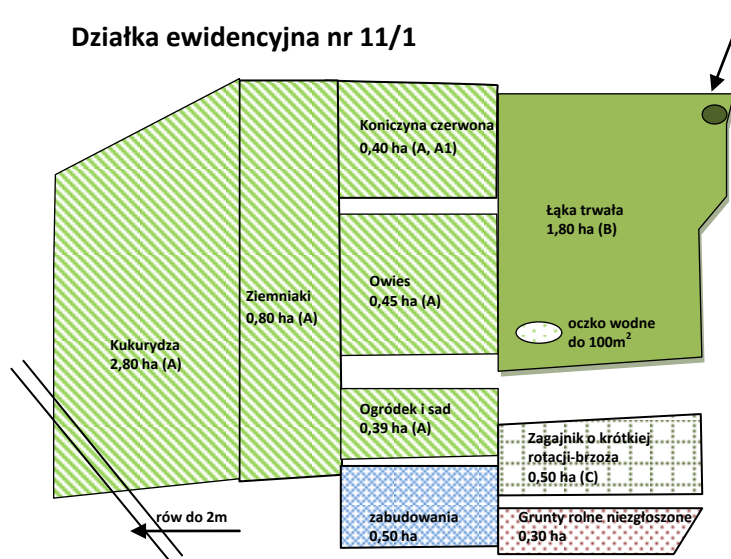 Działka ewidencyjna nr 11/1
Koniczyna czerwona
0,40 ha (A, A1)
Łąka trwała
1,80 ha (B)
Owies
0,45 ha (A)
Ziemniaki
0,80 ha (A)
oczko wodne
do 100m²
Kukurydza
2,80 ha (A)
Ogródek i sad
0,39 ha (A)
Zagajnik o krótkiej
rotacji-brzoza
0,50 ha (C)
rów do 2m
zabudowania
0,50 ha
Grunty rolne niezgłoszone
0,30 ha